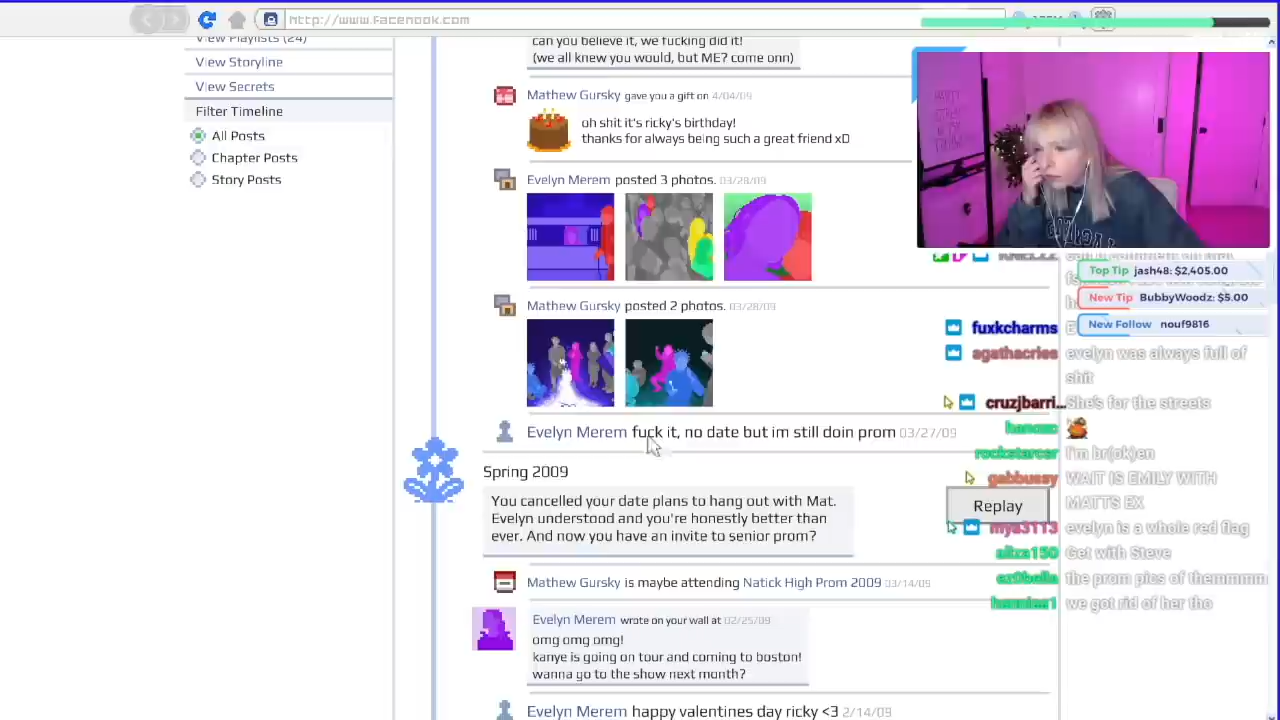 http://www.facenook.com
View Playlists (24)
View Storyline
View Secrets
Filter Timeline
All Posts
Chapter Posts
Story Posts
can you believe it, we fucking did it!
(we all knew you would, but ME? come onn)
Mathew Gursky gave you a gift on 4/04/09
oh shit it's ricky's birthday!
thanks for always being such a great friend xD
Evelyn Merem posted 3 photos. 03/28/09
Mathew Gursky posted 2 photos. 03/28/09
Evelyn Merem fuck it, no date but im still doin prom 03/27/09
Spring 2009
You cancelled your date plans to hang out with Mat.
Evelyn understood and you're honestly better than
ever. And now you have an invite to senior prom?
Replay
Mathew Gursky is maybe attending Natick High Prom 2009 03/14/09
Evelyn Merem wrote on your wall at 02/25/09
omg omg omg!
kanye is going on tour and coming to boston!
wanna go to the show next month?
Evelyn Merem happy valentines day ricky <3 2/14/09
Top Tip jash48: $2,405.00
New Tip BubbyWoodz: $5.00
New Follow nouf9816
fuxkcharms
agathacries evelyn was always full of
shit
cruzjbarri... She's for the streets
rockstarcar I'm br(ok)en
gabbussy WAIT IS EMILY WITH
MATTS EX
mya3113 evelyn is a whole red flag
Get with Steve
the prom pics of themmmm
we got rid of her tho